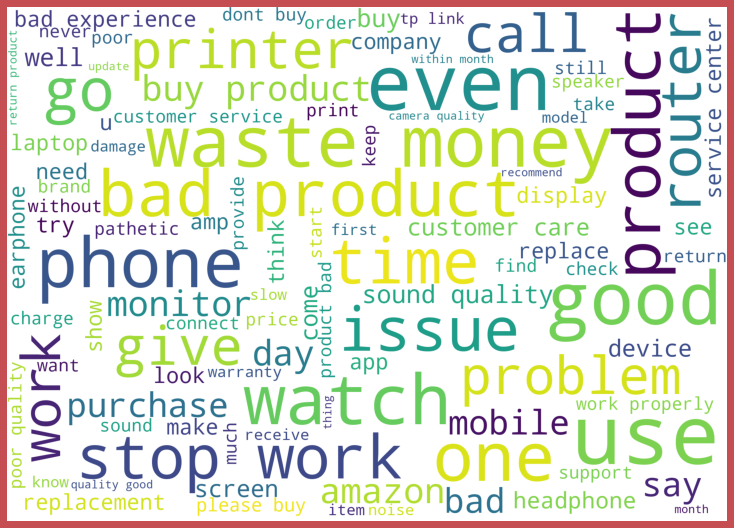 bad experience
dont buy
order
buy
tp link
call
product
router
service center
return product
never
poor
well
update
printer
company
within month
even
still
speaker
go
buy product
take
u
customer service
print
camera quality
model
laptop
damage
waste money
keep
need
bad product
recommend
brand
display
without
earphone
try
pathetic
amp
provide
think
start
first
customer care
see
phone
time
replace
return
find
check
monitor
come
sound quality
good
slow
charge
show
connect
price
product bad
issue
give
day
app
device
work
want
look
warranty
problem
poor quality
purchase
watch
thing
mobile
work properly
use
sound
make
much
receive
stop work
one
support
know
quality good
screen
amazon
bad
headphone
say
replacement
please buy
item
noise
month